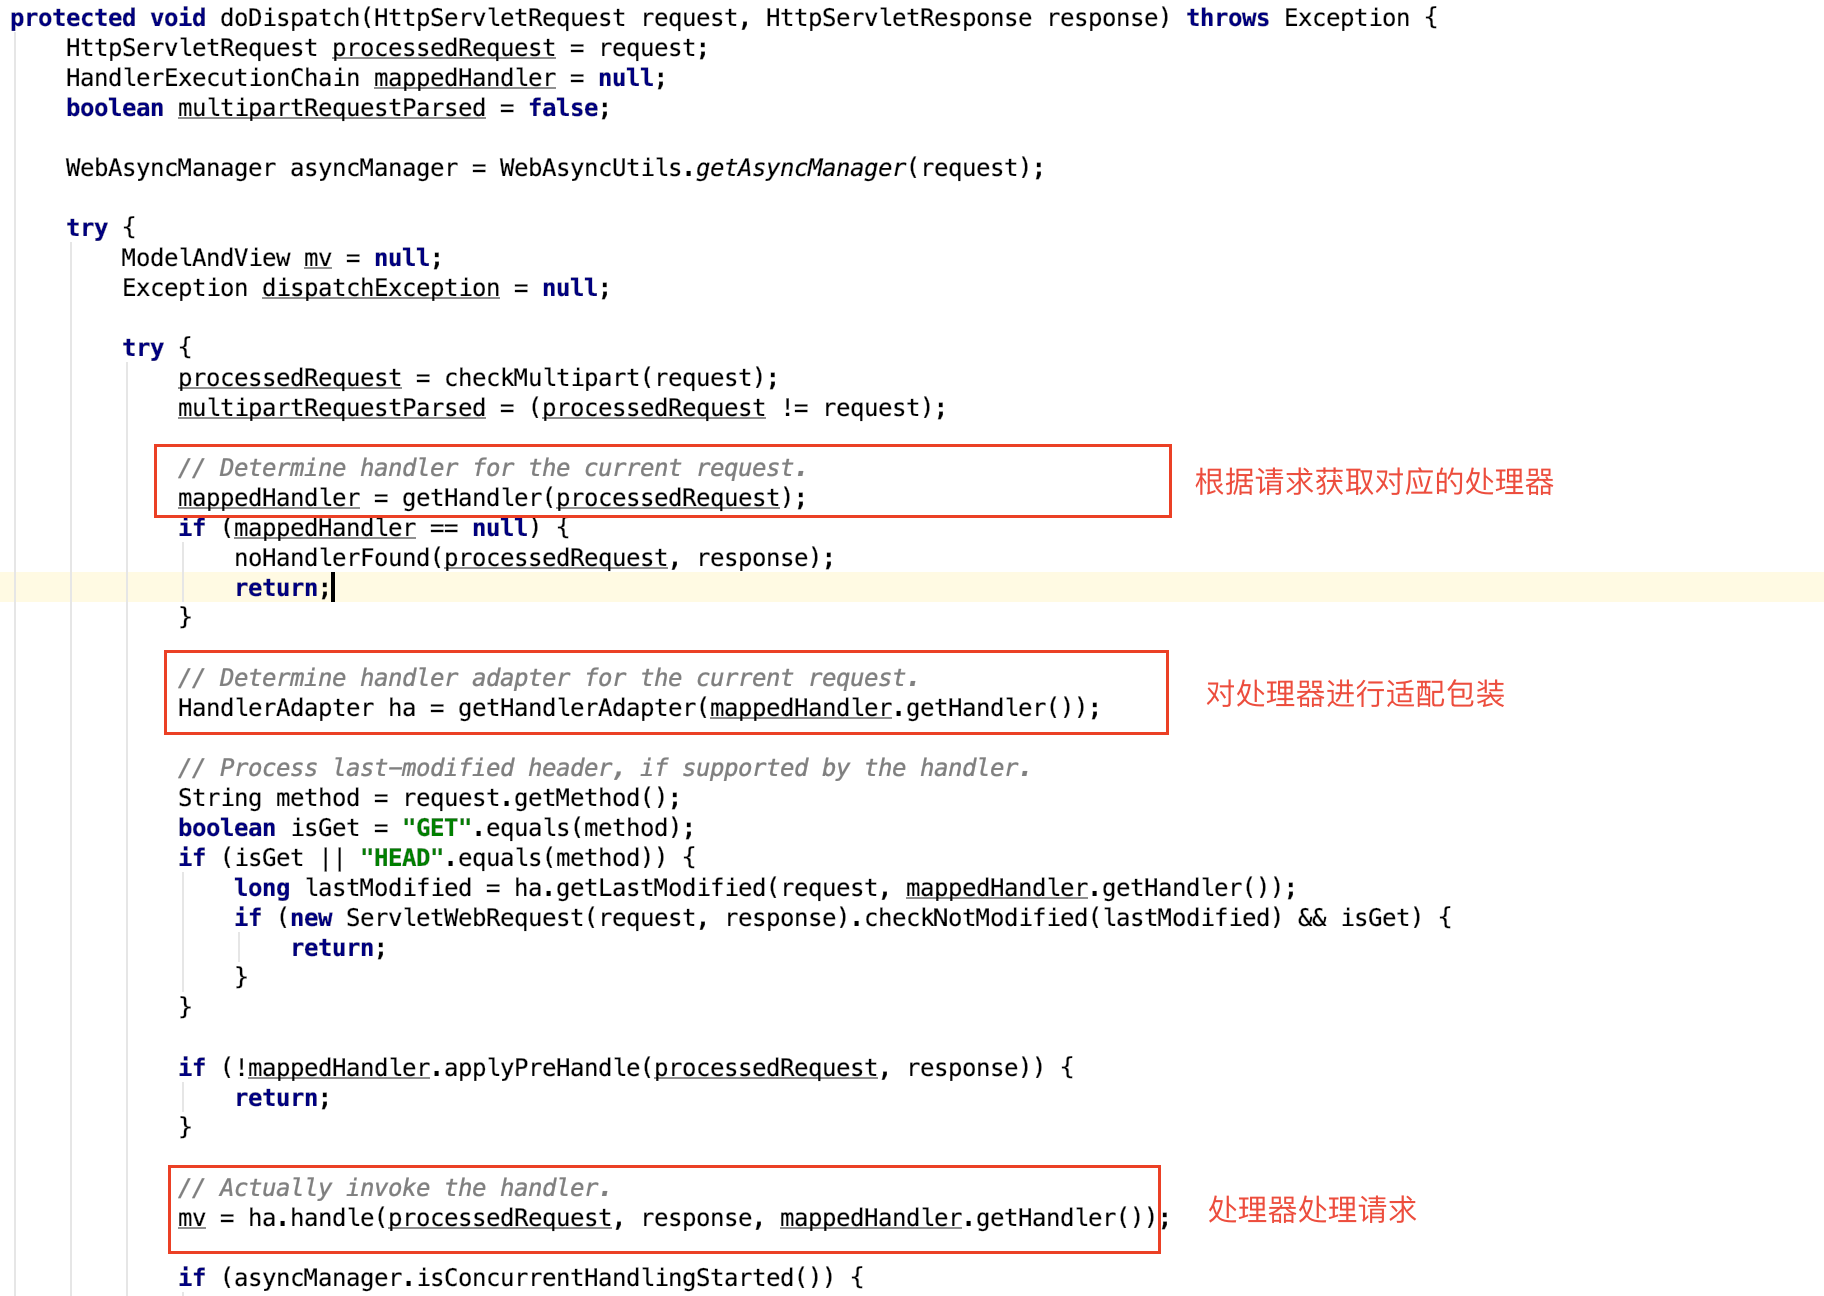 protected void doDispatch(HttpServletRequest request, HttpServletResponse response) throws Exception {
HttpServletRequest processedRequest = request;
HandlerExecutionChain mappedHandler = null;
boolean multipartRequestParsed = false;
WebAsyncManager asyncManager = WebAsyncUtils.getAsyncManager(request);
try {
ModelAndView mv = null;
Exception dispatchException = null;
try {
processedRequest = checkMultipart(request);
multipartRequestParsed = (processedRequest != request);
// Determine handler for the current request.
根据请求获取对应的处理器
mappedHandler = getHandler(processedRequest);
if (mappedHandler == null) {
noHandlerFound(processedRequest, response);
return;
}
// Determine handler adapter for the current request.
对处理器进行适配包装
HandlerAdapter ha = getHandlerAdapter(mappedHandler.getHandler());
// Process last-modified header, if supported by the handler.
String method = request.getMethod();
boolean isGet = "GET".equals(method);
if (isGet || "HEAD".equals(method)) {
long lastModified = ha.getLastModified(request, mappedHandler.getHandler());
if (new ServletWebRequest(request, response).checkNotModified(lastModified) && isGet) {
return;
}
}
if (!mappedHandler.applyPreHandle(processedRequest, response)) {
return;
}
// Actually invoke the handler.
处理器处理请求
mv = ha.handle(processedRequest, response, mappedHandler.getHandler());
if (asyncManager.isConcurrentHandlingStarted()) {